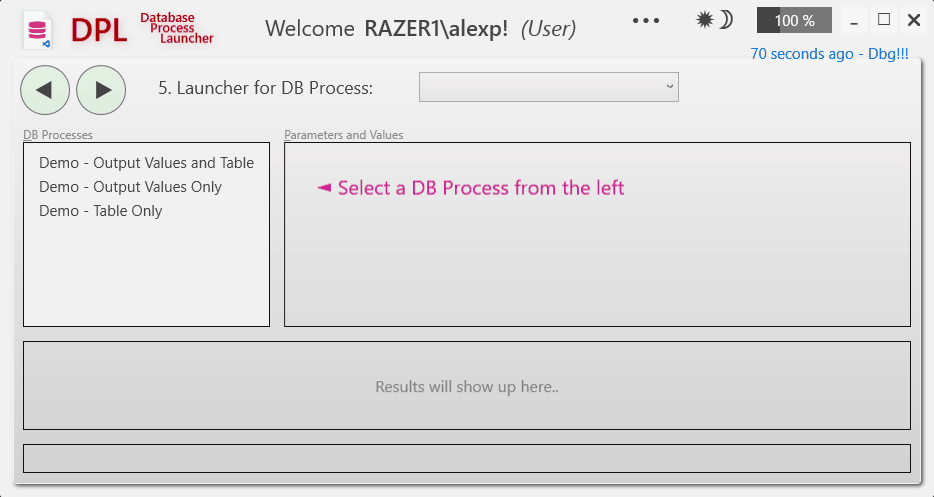 DPL
Database
Process
Launcher
Welcome RAZER1\alexp! (User)
•••
100 %
70 seconds ago - Dbg!!!
5. Launcher for DB Process:
DB Processes
Parameters and Values
Demo - Output Values and Table
Demo - Output Values Only
Demo - Table Only
◄ Select a DB Process from the left
Results will show up here..